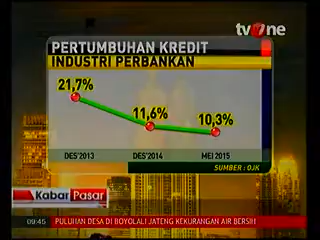 tvOne
PERTUMBUHAN KREDIT
INDUSTRI PERBANKAN
21,7%
11,6%
10,3%
DES'2013
DES'2014
MEI 2015
SUMBER : OJK
Kabar Pasar
09:45
PULUHAN DESA DI BOYOLALI JATENG KEKURANGAN AIR BERSIH